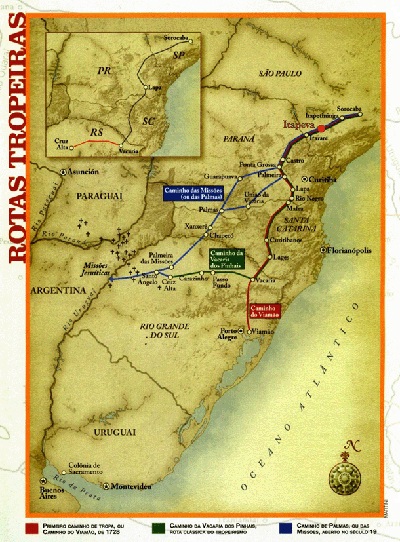 ROTAS TROPEIRAS
Sorocaba
SP
PR
Lapa
SC
RS
Cruz
Alta
Vacaria
SÃO PAULO
Sorocaba
Itapetininga
Itapeva
Itararé
PARANÁ
Castro
Ponta Grossa
Palmeira
Guarapuava
Curitiba
Caminho das Missões
(ou das Palmas)
União da
Vitória
Lapa
Rio Negro
Mafra
Palmas
SANTA
CATARINA
Assunción
PARAGUAI
Rio Paraná
Xanxerê
Chapecó
Curitibanos
Florianópolis
Caminho
da Vacaria
dos Pinhais
Lages
Palmeira
das Missões
Missões
Jesuíticas
Santo
Angelo
Cruz
Alta
Carazinho
Passo
Fundo
Vacaria
ARGENTINA
Caminho
do Viamão
RIO GRANDE
DO SUL
Porto
Alegre
Viamão
OCEANO ATLÂNTICO
URUGUAI
N
Colônia de
Sacramento
Rio da Prata
Buenos
Aires
Montevideu
PRIMEIRO CAMINHO DE TROPA, OU
CAMINHO DO VIAMÃO, DE 1728
CAMINHO DA VACARIA DOS PINHAIS,
ROTA CLÁSSICA DO TROPEIRISMO
CAMINHO DE PALMAS, OU DAS
MISSÕES, ABERTO NO SÉCULO 19